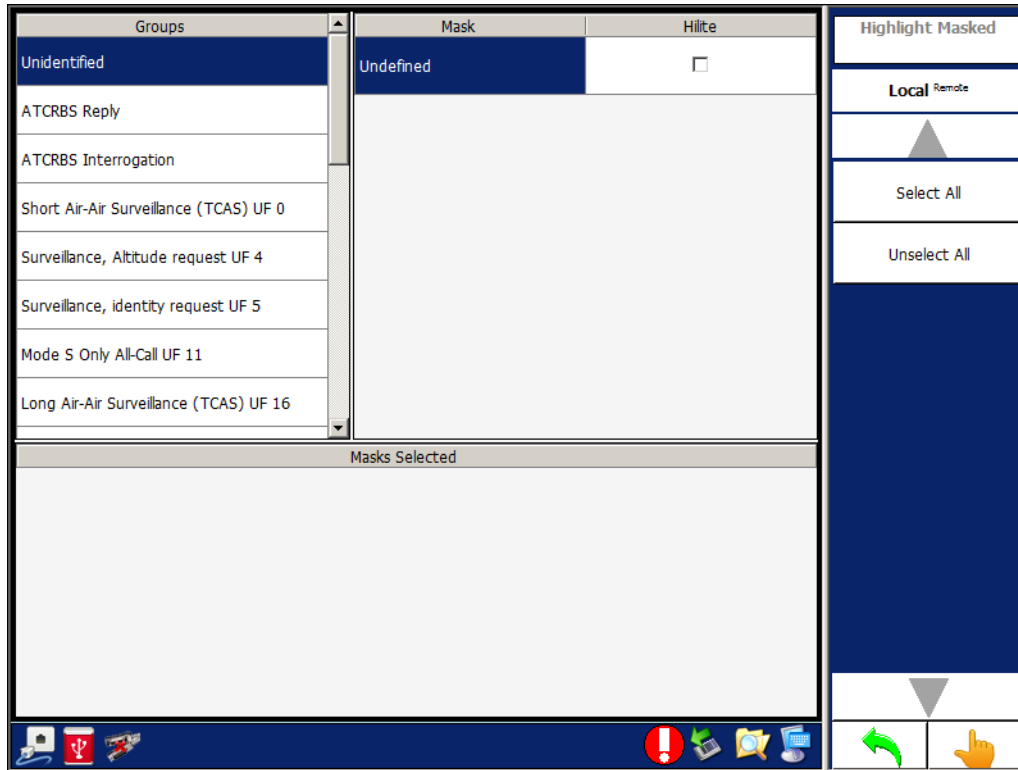 Groups
Mask
Hilite
Highlight Masked
Unidentified
Undefined
Local Remote
ATCRBS Reply
ATCRBS Interrogation
Short Air-Air Surveillance (TCAS) UF 0
Select All
Surveillance, Altitude request UF 4
Unselect All
Surveillance, identity request UF 5
Mode S Only All-Call UF 11
Long Air-Air Surveillance (TCAS) UF 16
Masks Selected